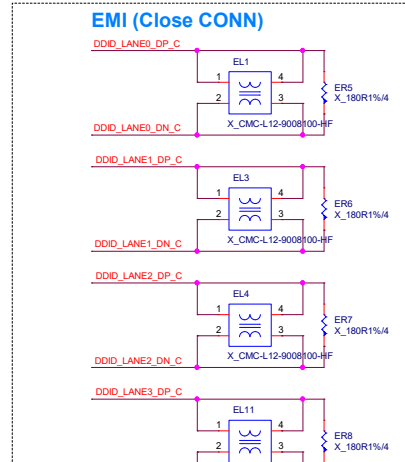 EMI (Close CONN)
DDID_LANE0_DP_C
EL1
1 4
2 3
ER5
X_180R1%/4
X_CMC-L12-9008100-HF
DDID_LANE0_DN_C
DDID_LANE1_DP_C
EL3
1 4
2 3
ER6
X_180R1%/4
X_CMC-L12-9008100-HF
DDID_LANE1_DN_C
DDID_LANE2_DP_C
EL4
1 4
2 3
ER7
X_180R1%/4
X_CMC-L12-9008100-HF
DDID_LANE2_DN_C
DDID_LANE3_DP_C
EL11
1 4
2 3
ER8
X_180R1%/4